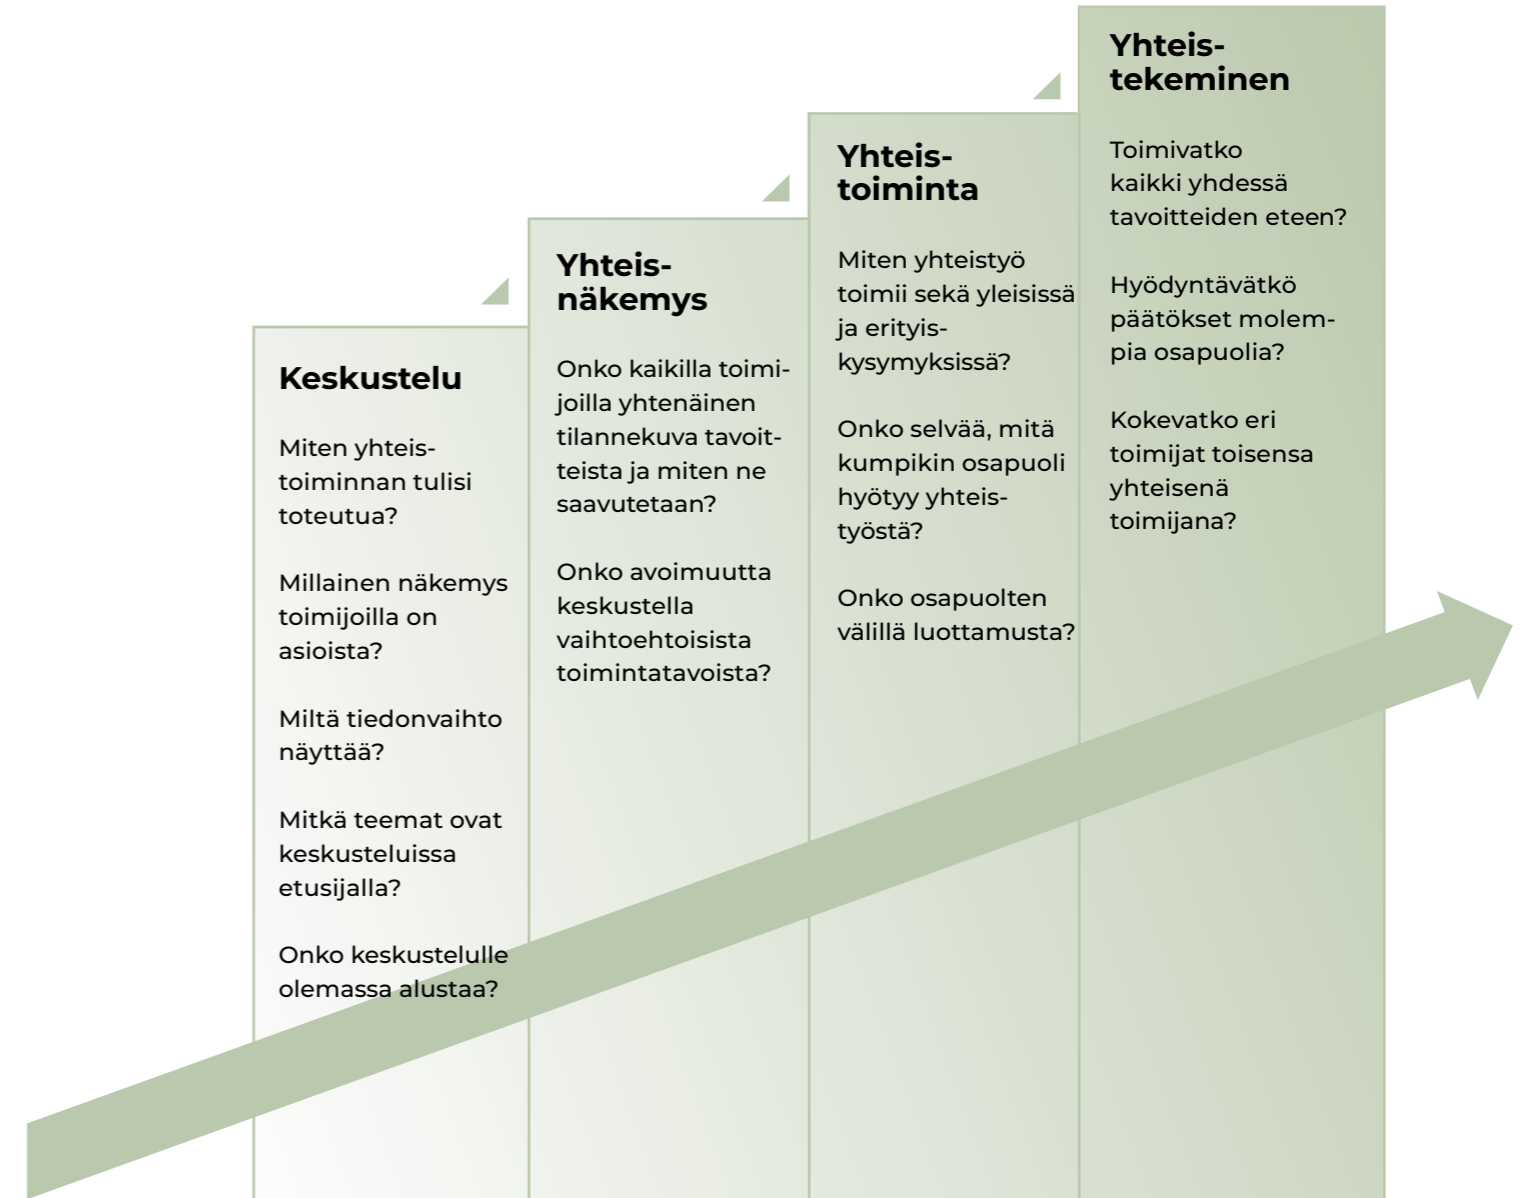 Keskustelu
Miten yhteis-
toiminnan tulisi
toteutua?
Millainen näkemys
toimijoilla on
asioista?
Miltä tiedonvaihto
näyttää?
Mitkä teemat ovat
keskusteluissa
etusijalla?
Onko keskustelulle
olemassa alustaa?
Yhteis-
näkemys
Onko kaikilla toimi-
joilla yhtenäinen
tilannekuva tavoit-
teista ja miten ne
saavutetaan?
Onko avoimuutta
keskustella
vaihtoehtoisista
toimintatavoista?
Yhteis-
toiminta
Miten yhteistyö
toimii sekä yleisissä
ja erityis-
kysymyksissä?
Onko selvää, mitä
kumpikin osapuoli
hyötyy yhteis-
työstä?
Onko osapuolten
välillä luottamusta?
Yhteis-
tekeminen
Toimivatko
kaikki yhdessä
tavoitteiden eteen?
Hyödyntävätkö
päätökset molem-
pia osapuolia?
Kokevatko eri
toimijat toisensa
yhteisenä
toimijana?